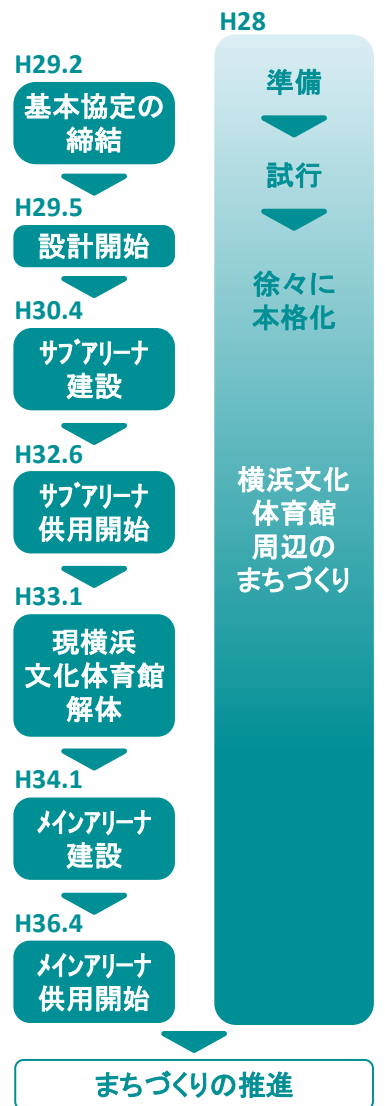 H29.2
基本協定の
締結
H29.5
設計開始
H30.4
ｻﾌﾞｱﾘｰﾅ
建設
H32.6
ｻﾌﾞｱﾘｰﾅ
供用開始
H33.1
現横浜
文化体育館
解体
H34.1
ﾒｲﾝｱﾘｰﾅ
建設
H36.4
ﾒｲﾝｱﾘｰﾅ
供用開始
H28
準備
試行
徐々に
本格化
横浜文化
体育館
周辺の
まちづくり
まちづくりの推進